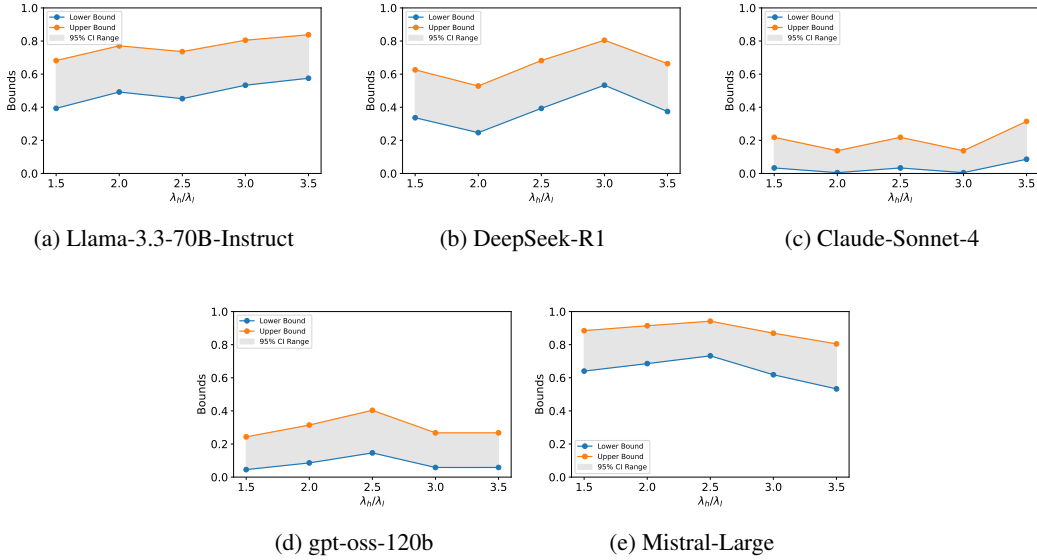 1.0
0.8
0.6
0.4
0.2
0.0
Bounds
Lower Bound
Upper Bound
95% CI Range
1.5 2.0 2.5 3.0 3.5
λh/λl
(a) Llama-3.3-70B-Instruct
1.0
0.8
0.6
0.4
0.2
0.0
Bounds
Lower Bound
Upper Bound
95% CI Range
1.5 2.0 2.5 3.0 3.5
λh/λl
(b) DeepSeek-R1
1.0
0.8
0.6
0.4
0.2
0.0
Bounds
Lower Bound
Upper Bound
95% CI Range
1.5 2.0 2.5 3.0 3.5
λh/λl
(c) Claude-Sonnet-4
1.0
0.8
0.6
0.4
0.2
0.0
Bounds
Lower Bound
Upper Bound
95% CI Range
1.5 2.0 2.5 3.0 3.5
λh/λl
(d) gpt-oss-120b
1.0
0.8
0.6
0.4
0.2
0.0
Bounds
Lower Bound
Upper Bound
95% CI Range
1.5 2.0 2.5 3.0 3.5
λh/λl
(e) Mistral-Large